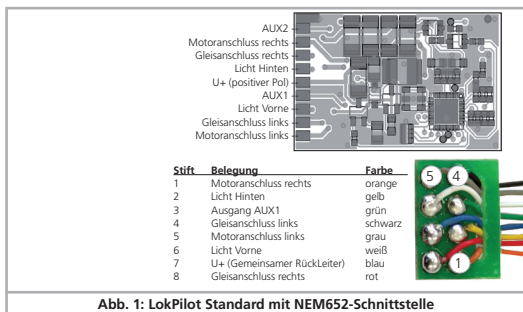 AUX2
Motoranschluss rechts
Gleisanschluss rechts
Licht Hinten
U+ (positiver Pol)
AUX1
Licht Vorne
Gleisanschluss links
Motoranschluss links
Stift Belegung Farbe
1 Motoranschluss rechts orange
2 Licht Hinten gelb
3 Ausgang AUX1 grün
4 Gleisanschluss links schwarz
5 Motoranschluss links grau
6 Licht Vorne weiß
7 U+ (Gemeinsamer RückLeiter) blau
8 Gleisanschluss rechts rot
5 4
1
Abb. 1: LokPilot Standard mit NEM652-Schnittstelle